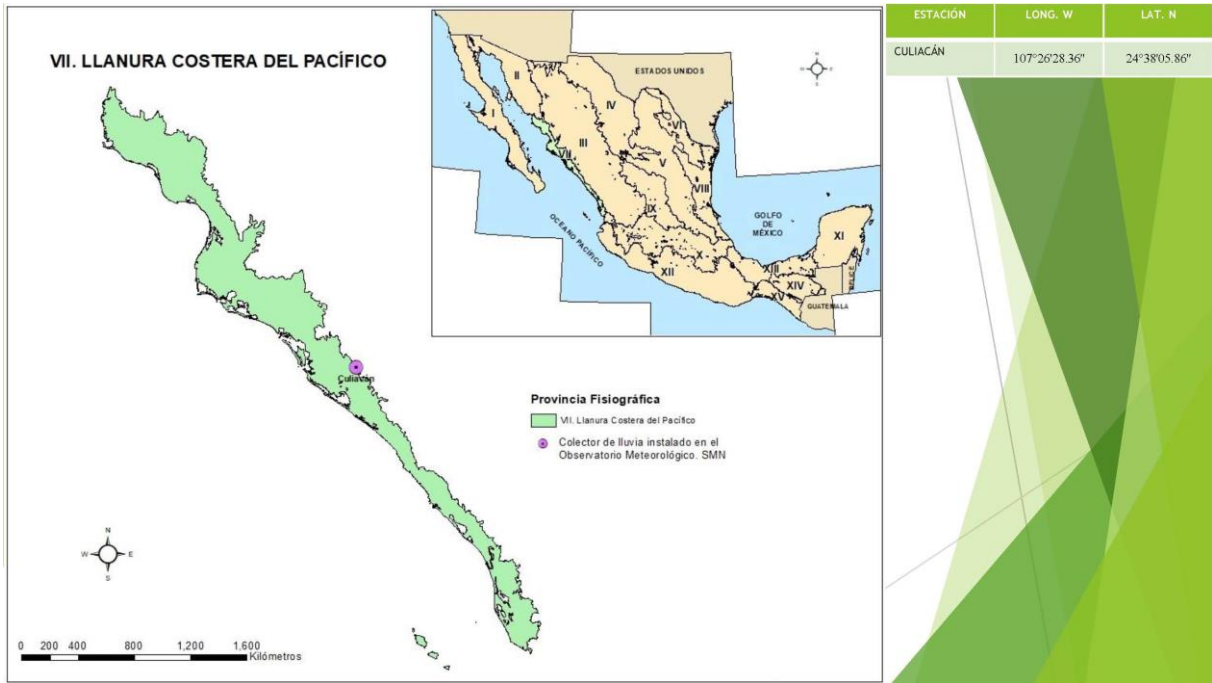 VII. LLANURA COSTERA DEL PACÍFICO
Culiacán
N
W E
S
0 200 400 800 1,200 1,600
Kilómetros
ESTADOS UNIDOS
I
II
III
IV
V
VI
VII
VIII
IX
X
XI
XII
XIII
XIV
XV
OCEANO PACÍFICO
GOLFO
DE
MÉXICO
BELICE
GUATEMALA
Provincia Fisiográfica
VII. Llanura Costera del Pacífico
Colector de lluvia instalado en el
Observatorio Meteorológico. SMN
ESTACIÓN LONG. W LAT. N
CULIACÁN 107°26'28.36" 24°38'05.86"